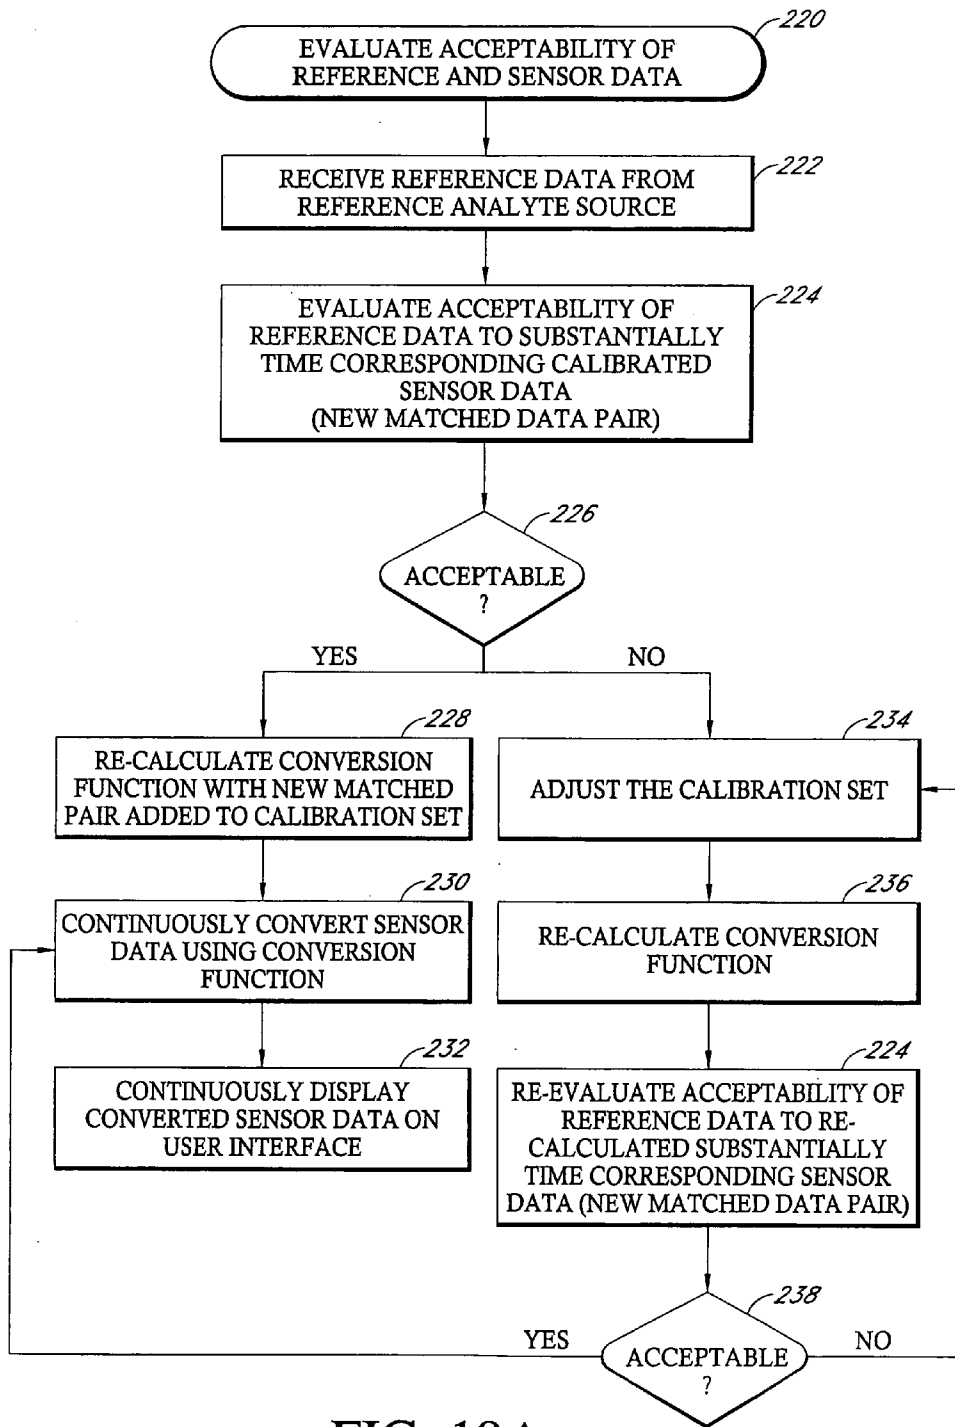 220
EVALUATE ACCEPTABILITY OF
REFERENCE AND SENSOR DATA
222
RECEIVE REFERENCE DATA FROM
REFERENCE ANALYTE SOURCE
224
EVALUATE ACCEPTABILITY OF
REFERENCE DATA TO SUBSTANTIALLY
TIME CORRESPONDING CALIBRATED
SENSOR DATA
(NEW MATCHED DATA PAIR)
226
ACCEPTABLE
?
YES
NO
228
RE-CALCULATE CONVERSION
FUNCTION WITH NEW MATCHED
PAIR ADDED TO CALIBRATION SET
234
ADJUST THE CALIBRATION SET
230
CONTINUOUSLY CONVERT SENSOR
DATA USING CONVERSION
FUNCTION
236
RE-CALCULATE CONVERSION
FUNCTION
232
CONTINUOUSLY DISPLAY
CONVERTED SENSOR DATA ON
USER INTERFACE
224
RE-EVALUATE ACCEPTABILITY OF
REFERENCE DATA TO RE-
CALCULATED SUBSTANTIALLY
TIME CORRESPONDING SENSOR
DATA (NEW MATCHED DATA PAIR)
238
YES
ACCEPTABLE
?
NO